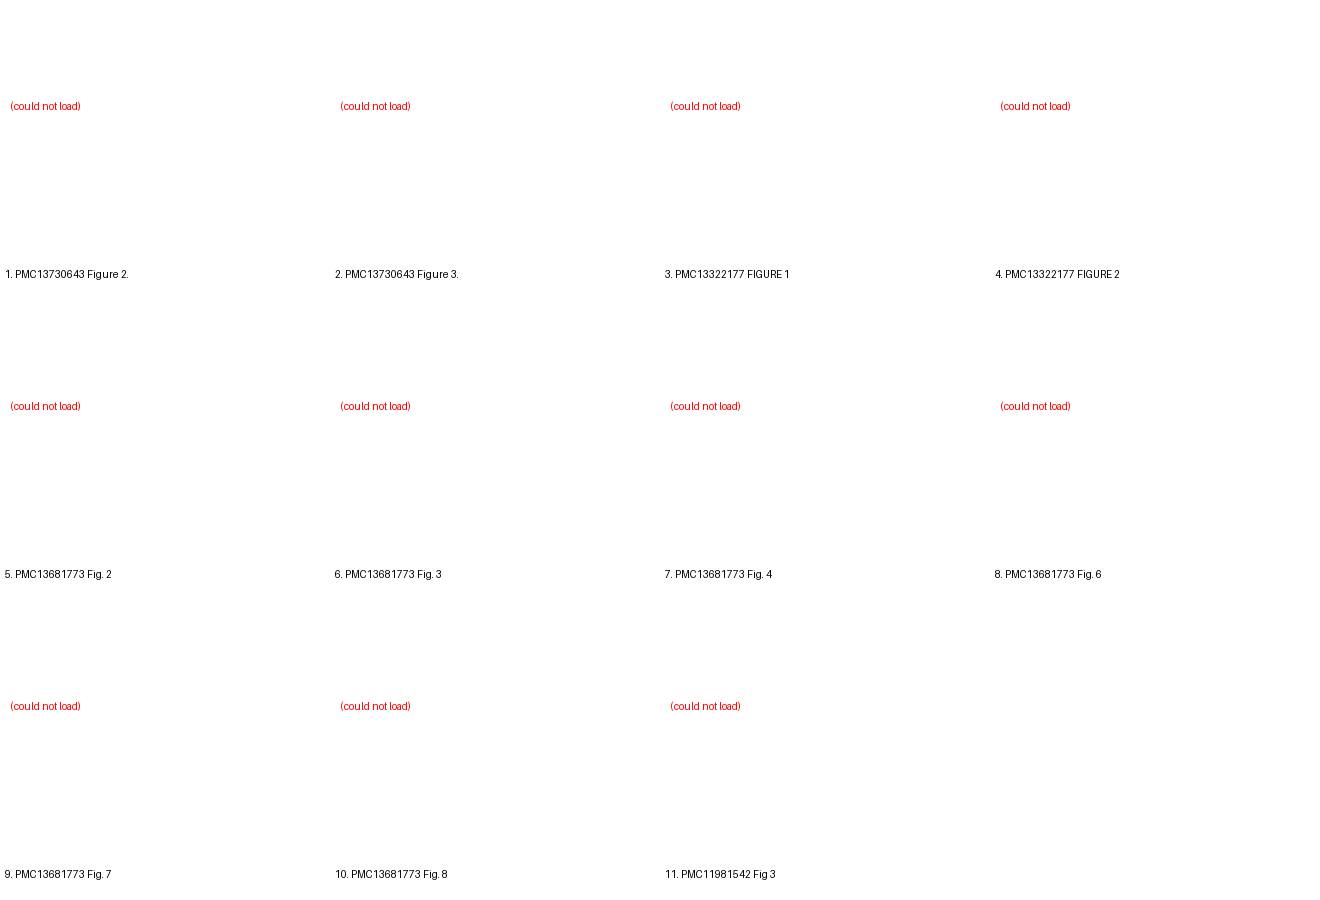 (could not load) (could not load) (could not load) (could not load)
1. PMC13730643 Figure 2. 2. PMC13730643 Figure 3. 3. PMC13322177 FIGURE 1 4. PMC13322177 FIGURE 2
(could not load) (could not load) (could not load) (could not load)
5. PMC13681773 Fig. 2 6. PMC13681773 Fig. 3 7. PMC13681773 Fig. 4 8. PMC13681773 Fig. 6
(could not load) (could not load) (could not load)
9. PMC13681773 Fig. 7 10. PMC13681773 Fig. 8 11. PMC11981542 Fig 3